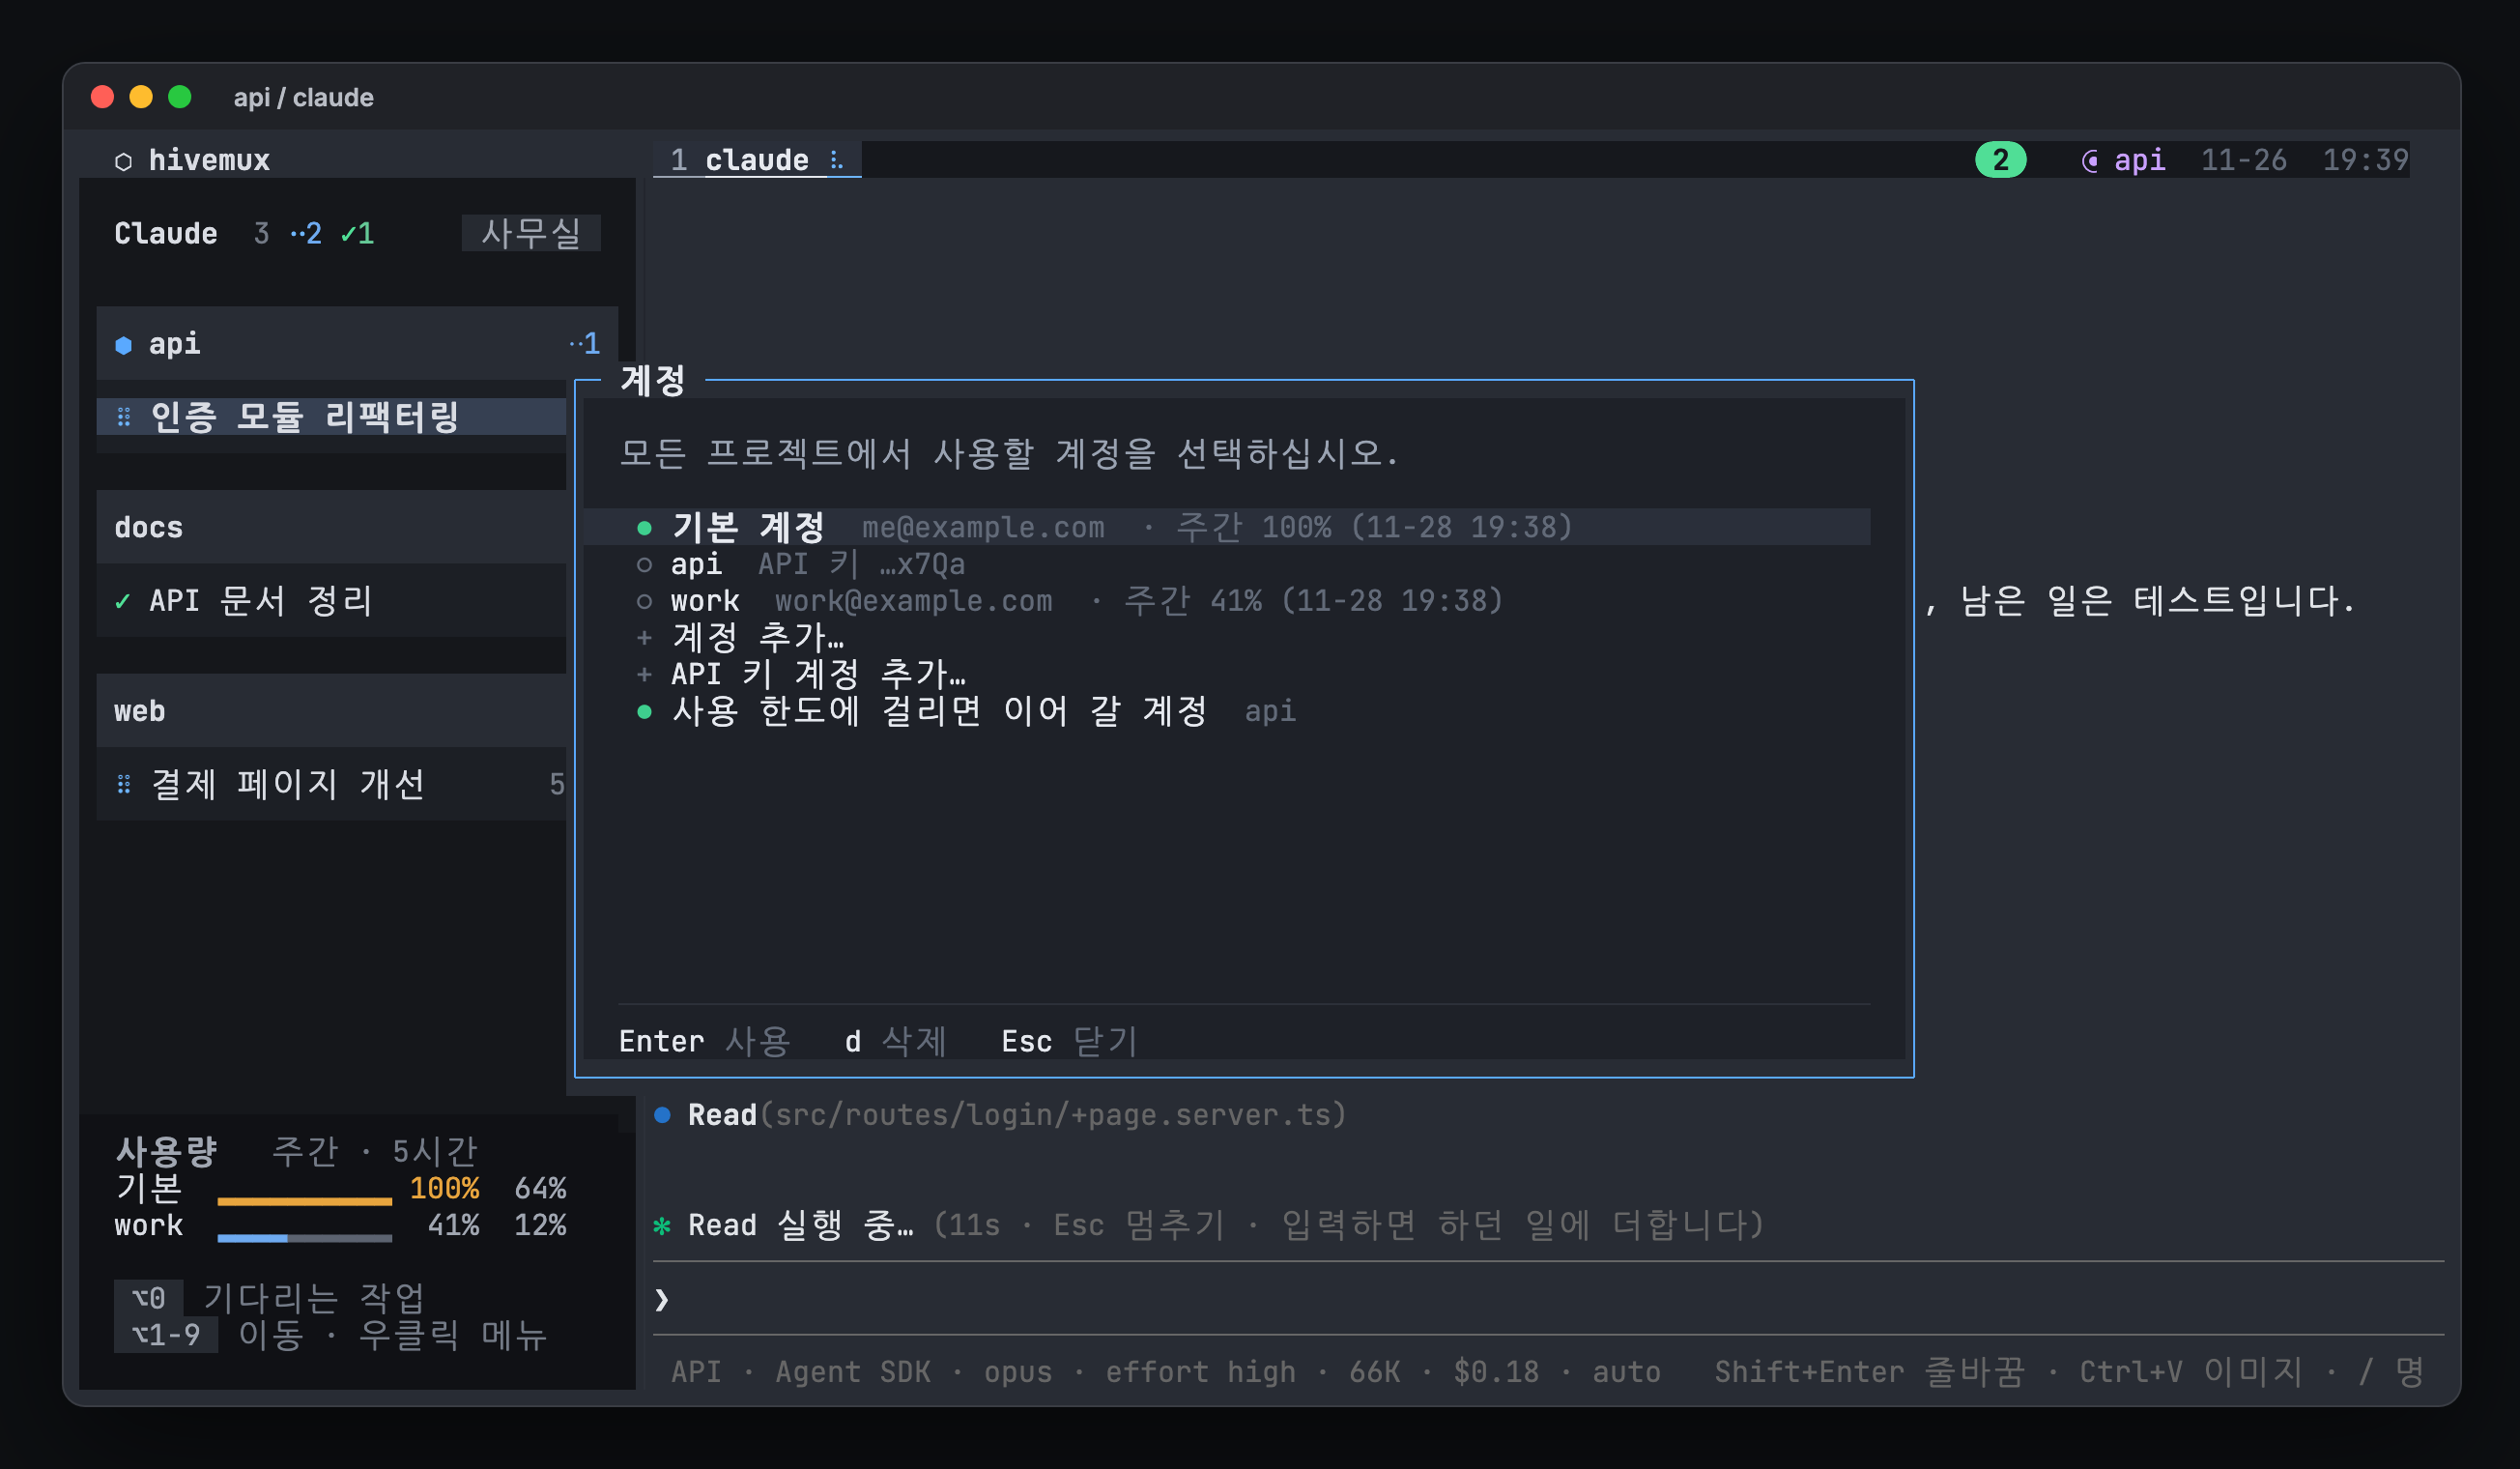 api / claude
hivemux
1 claude
2 api 11-26 19:39
Claude 3 ··2 ✓1 사무실
api ··1
인증 모듈 리팩터링
docs
✓ API 문서 정리
web
결제 페이지 개선 5
계정
모든 프로젝트에서 사용할 계정을 선택하십시오.
● 기본 계정 me@example.com · 주간 100% (11-28 19:38)
○ api API 키 …x7Qa
○ work work@example.com · 주간 41% (11-28 19:38)
+ 계정 추가…
+ API 키 계정 추가…
● 사용 한도에 걸리면 이어 갈 계정 api
Enter 사용 d 삭제 Esc 닫기
, 남은 일은 테스트입니다.
● Read(src/routes/login/+page.server.ts)
✻ Read 실행 중… (11s · Esc 멈추기 · 입력하면 하던 일에 더합니다)
❯
API · Agent SDK · opus · effort high · 66K · $0.18 · auto Shift+Enter 줄바꿈 · Ctrl+V 이미지 · / 명
사용량 주간 · 5시간
기본 100% 64%
work 41% 12%
⌥0 기다리는 작업
⌥1-9 이동 · 우클릭 메뉴